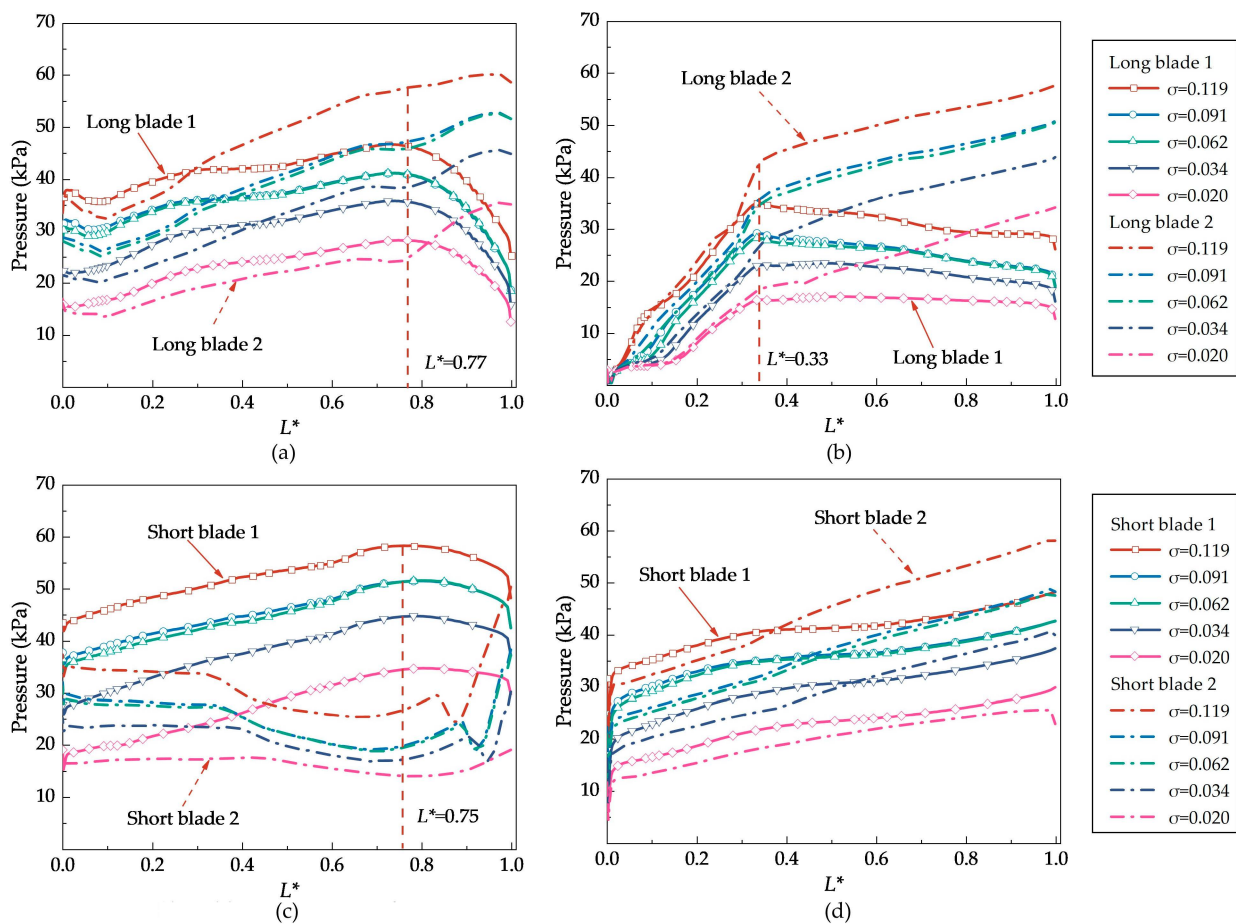 70
60
50
40
30
20
10
Pressure (kPa)
Long blade 1
Long blade 2
L*=0.77
0.0 0.2 0.4 0.6 0.8 1.0
L*
(a)
70
60
50
40
30
20
10
Pressure (kPa)
Long blade 2
L*=0.33
Long blade 1
0.0 0.2 0.4 0.6 0.8 1.0
L*
(b)
Long blade 1
σ=0.119
σ=0.091
σ=0.062
σ=0.034
σ=0.020
Long blade 2
σ=0.119
σ=0.091
σ=0.062
σ=0.034
σ=0.020
70
60
50
40
30
20
10
Pressure (kPa)
Short blade 1
Short blade 2
L*=0.75
0.0 0.2 0.4 0.6 0.8 1.0
L*
(c)
70
60
50
40
30
20
10
Pressure (kPa)
Short blade 2
Short blade 1
0.0 0.2 0.4 0.6 0.8 1.0
L*
(d)
Short blade 1
σ=0.119
σ=0.091
σ=0.062
σ=0.034
σ=0.020
Short blade 2
σ=0.119
σ=0.091
σ=0.062
σ=0.034
σ=0.020